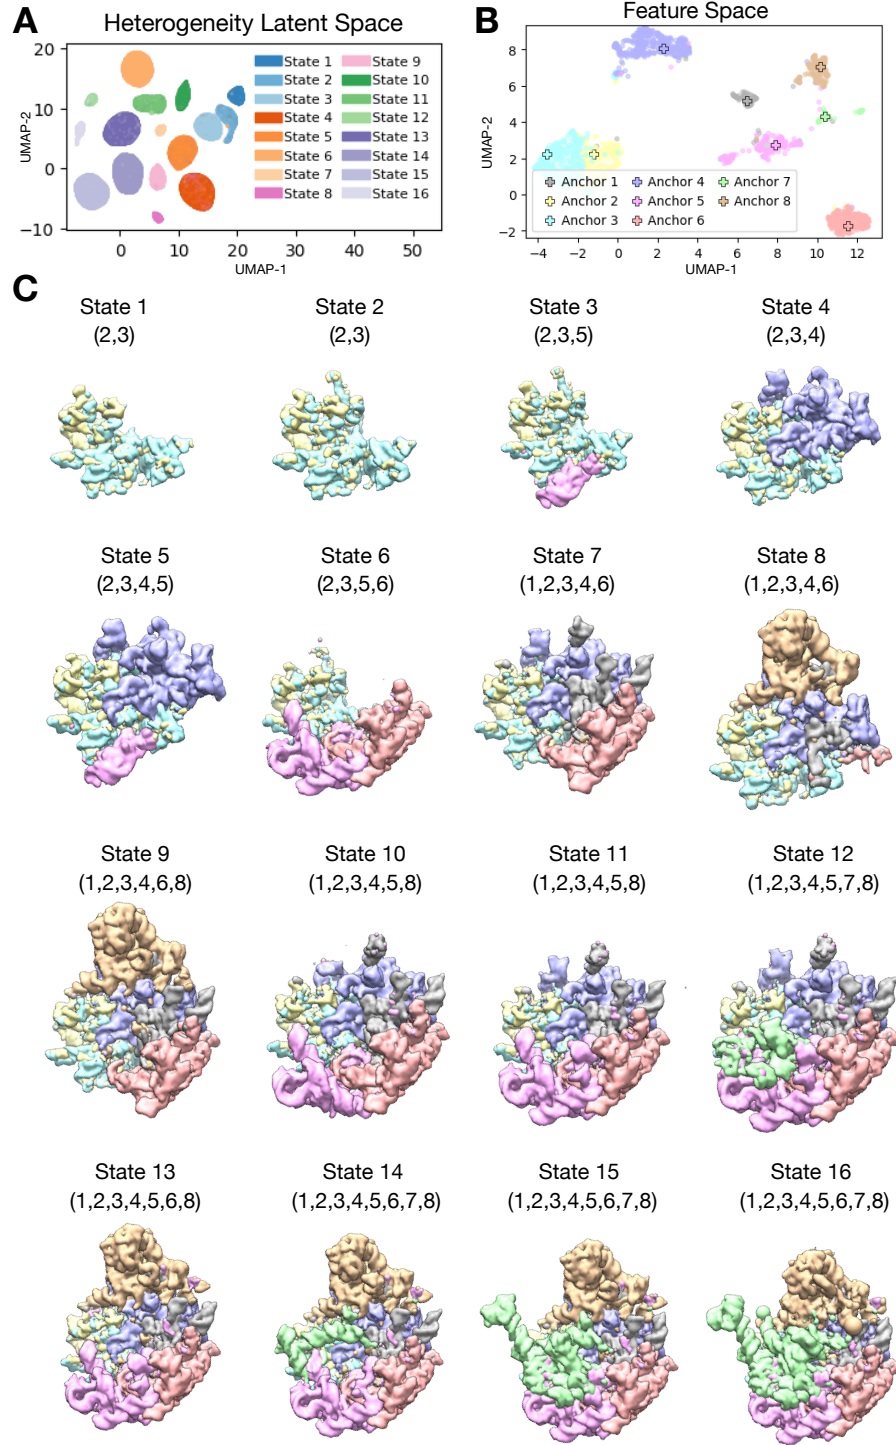 A
Heterogeneity Latent Space
20
10
0
−10
UMAP-2
0
10
20
30
40
50
UMAP-1
State 1
State 2
State 3
State 4
State 5
State 6
State 7
State 8
State 9
State 10
State 11
State 12
State 13
State 14
State 15
State 16
B
Feature Space
8
6
4
2
0
−2
UMAP-2
−4
−2
0
2
4
6
8
10
12
UMAP-1
Anchor 1
Anchor 2
Anchor 3
Anchor 4
Anchor 5
Anchor 6
Anchor 7
Anchor 8
C
State 1
(2,3)
State 2
(2,3)
State 3
(2,3,5)
State 4
(2,3,4)
State 5
(2,3,4,5)
State 6
(2,3,5,6)
State 7
(1,2,3,4,6)
State 8
(1,2,3,4,6)
State 9
(1,2,3,4,6,8)
State 10
(1,2,3,4,5,8)
State 11
(1,2,3,4,5,8)
State 12
(1,2,3,4,5,7,8)
State 13
(1,2,3,4,5,6,8)
State 14
(1,2,3,4,5,6,7,8)
State 15
(1,2,3,4,5,6,7,8)
State 16
(1,2,3,4,5,6,7,8)